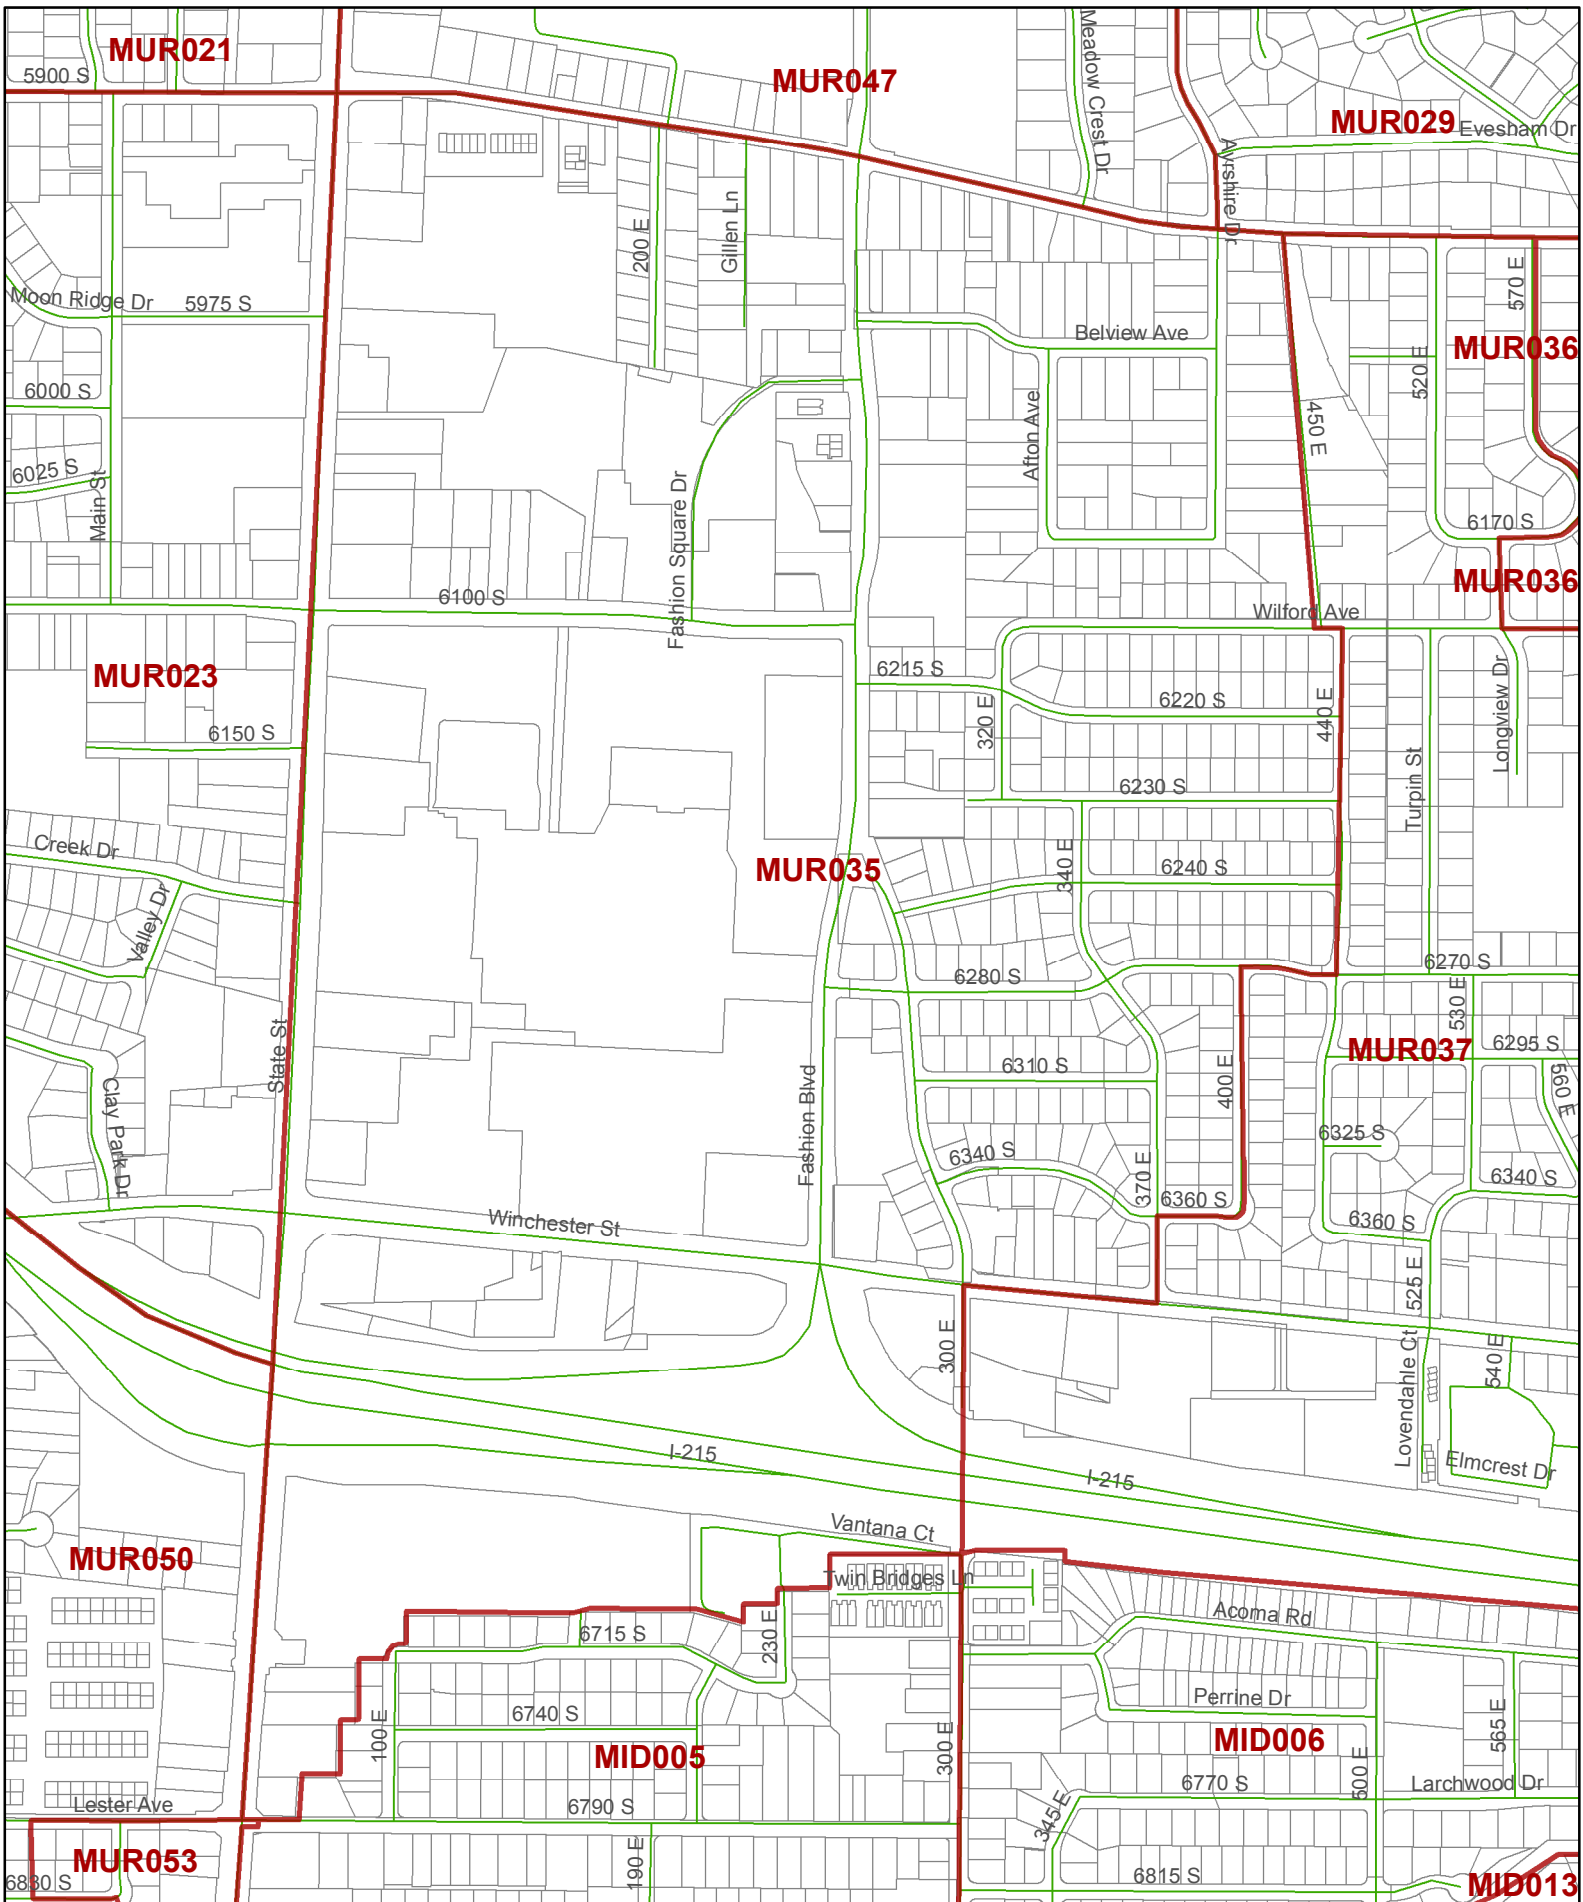 MUR021
5900 S
MUR047
Meadow Crest Dr
MUR029
Evesham Dr
Ayrshire Dr
200 E
Gillen Ln
Moon Ridge Dr
5975 S
570 E
Belview Ave
MUR036
520 E
6000 S
Afton Ave
450 E
6025 S
Main St
Fashion Square Dr
6170 S
MUR036
6100 S
Wilford Ave
MUR023
6215 S
6220 S
320 E
440 E
Longview Dr
6150 S
6230 S
Turpin St
Creek Dr
MUR035
340 E
6240 S
Valley Dr
6280 S
6270 S
530 E
State St
6295 S
MUR037
6310 S
400 E
560 E
Clay Park Dr
Fashion Blvd
6325 S
6340 S
370 E
6340 S
6360 S
6360 S
Winchester St
525 E
300 E
Lovendahle Ct
540 E
I-215
I-215
Elmcrest Dr
Vantana Ct
MUR050
Twin Bridges Ln
Acoma Rd
6715 S
230 E
Perrine Dr
6740 S
100 E
MID005
300 E
MID006
565 E
500 E
6770 S
Larchwood Dr
Lester Ave
6790 S
345 E
MUR053
190 E
6830 S
6815 S
MID013